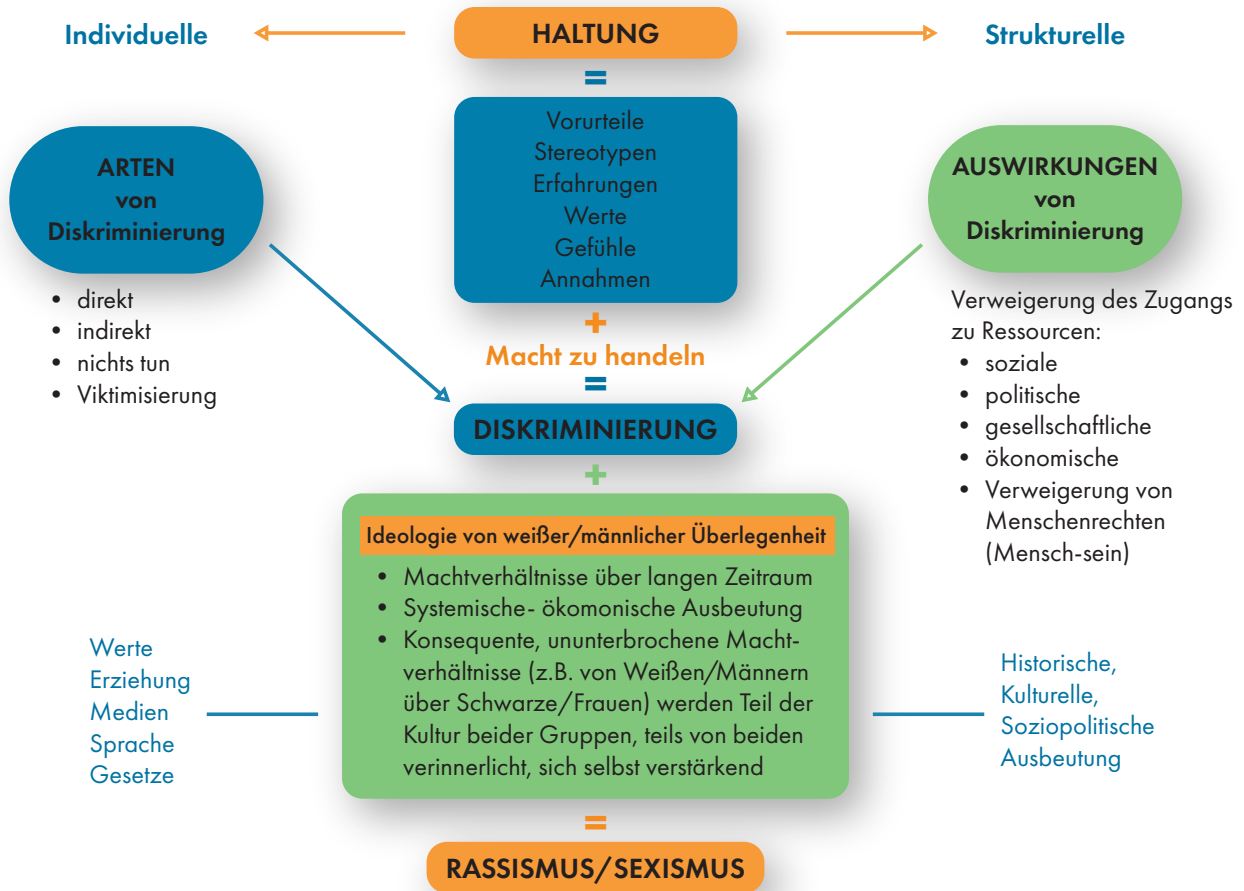 Individuelle
HALTUNG
Strukturelle
=
Vorurteile
Stereotypen
Erfahrungen
Werte
Gefühle
Annahmen
ARTEN
von
Diskriminierung
• direkt
• indirekt
• nichts tun
• Viktimisierung
AUSWIRKUNGEN
von
Diskriminierung
Verweigerung des Zugangs
zu Ressourcen:
• soziale
• politische
• gesellschaftliche
• ökonomische
• Verweigerung von
Menschenrechten
(Mensch-sein)
+
Macht zu handeln
=
DISKRIMINIERUNG
+
Ideologie von weißer/männlicher Überlegenheit
• Machtverhältnisse über langen Zeitraum
• Systemische- ökomonische Ausbeutung
• Konsequente, ununterbrochene Macht-
verhältnisse (z.B. von Weißen/Männern
über Schwarze/Frauen) werden Teil der
Kultur beider Gruppen, teils von beiden
verinnerlicht, sich selbst verstärkend
Werte
Erziehung
Medien
Sprache
Gesetze
Historische,
Kulturelle,
Soziopolitische
Ausbeutung
=
RASSISMUS/SEXISMUS